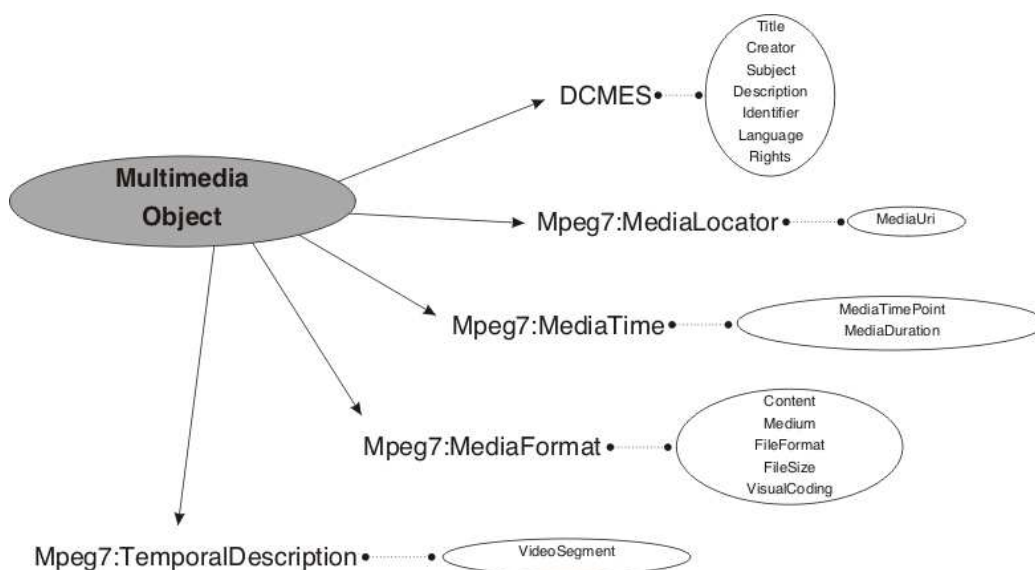 Title
Creator
Subject
DCMES
Description
Identifier
Language
Rights
Multimedia
Object
Mpeg7:MediaLocator
MediaUri
Mpeg7:MediaTime
MediaTimePoint
MediaDuration
Mpeg7:MediaFormat
Content
Medium
FileFormat
FileSize
VisualCoding
Mpeg7:TemporalDescription
VideoSegment